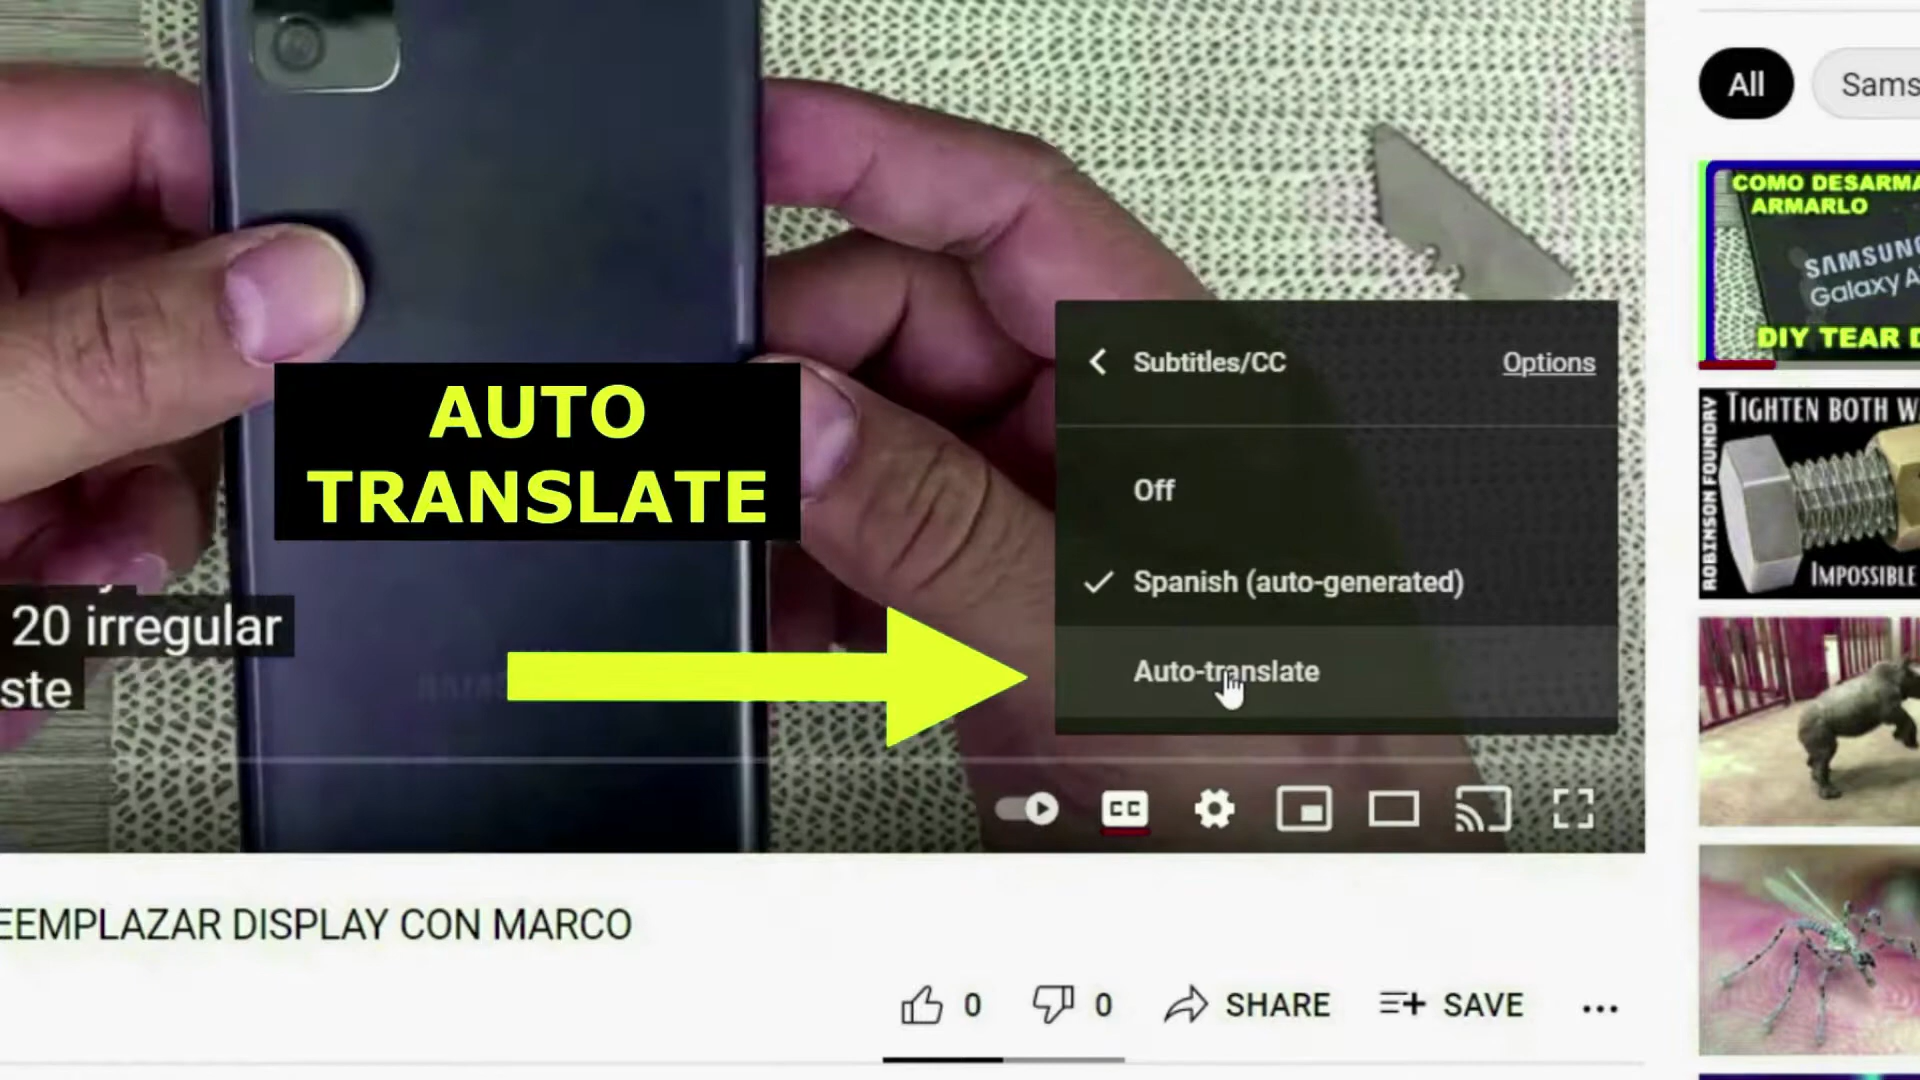 All
Sams
COMO DESARMA
ARMARLO
SAMSUNG
Galaxy A
DIY TEAR D
Subtitles/CC
Options
AUTO
TRANSLATE
Off
Spanish (auto-generated)
Auto-translate
20 irregular
ste
CC
TIGHTEN BOTH W
ROBINSON FOUNDRY
IMPOSSIBLE
EEMPLAZAR DISPLAY CON MARCO
0
0
SHARE
SAVE